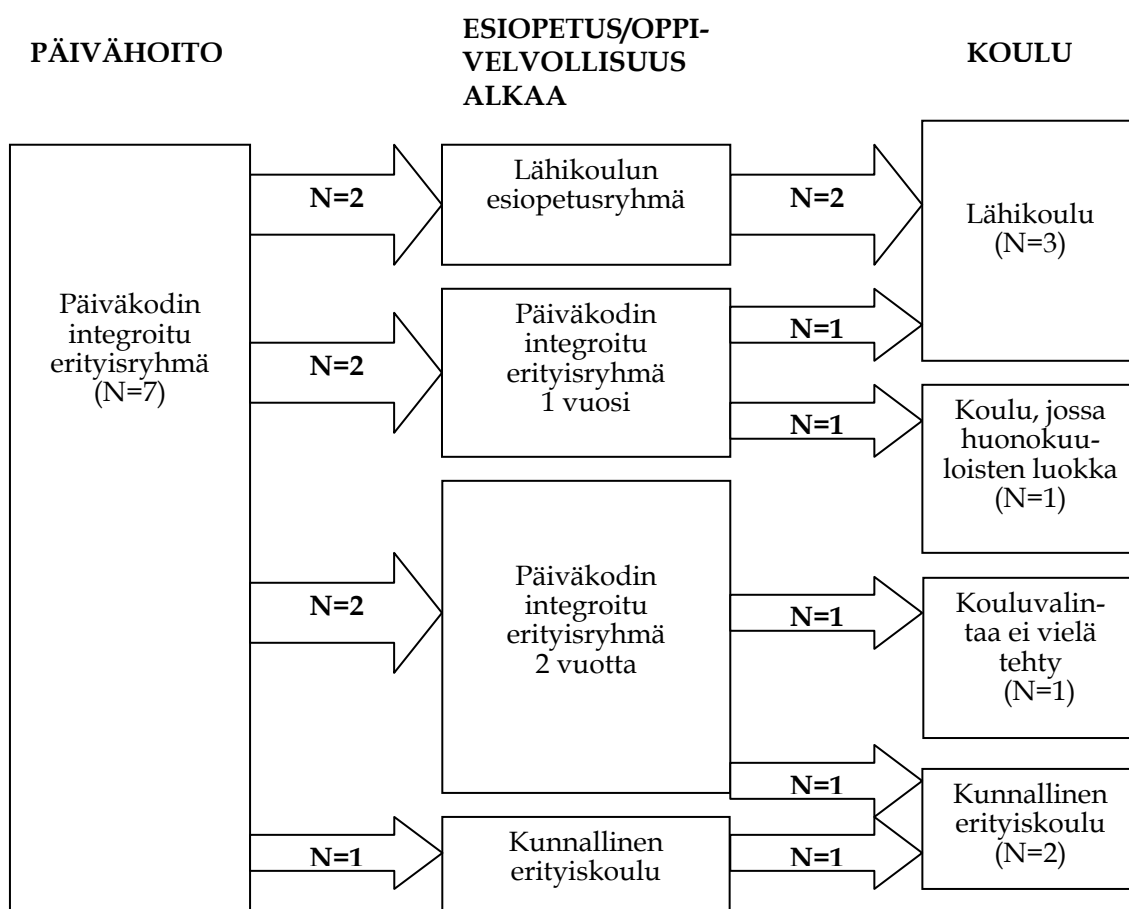 PÄIVÄHOITO
ESIOPETUS/OPPI-
VELVOLLISUUS
ALKAA
KOULU
Päiväkodin
integroitu
erityisryhmä
(N=7)
N=2
Lähikoulun
esiopetusryhmä
N=2
Lähikoulu
(N=3)
N=2
Päiväkodin
integroitu
erityisryhmä
1 vuosi
N=1
N=1
Koulu, jossa
huonokuu-
loisten luokka
(N=1)
N=2
Päiväkodin
integroitu
erityisryhmä
2 vuotta
N=1
Kouluvalin-
taa ei vielä
tehty
(N=1)
N=1
Kunnallinen
erityiskoulu
(N=2)
N=1
Kunnallinen
erityiskoulu
N=1